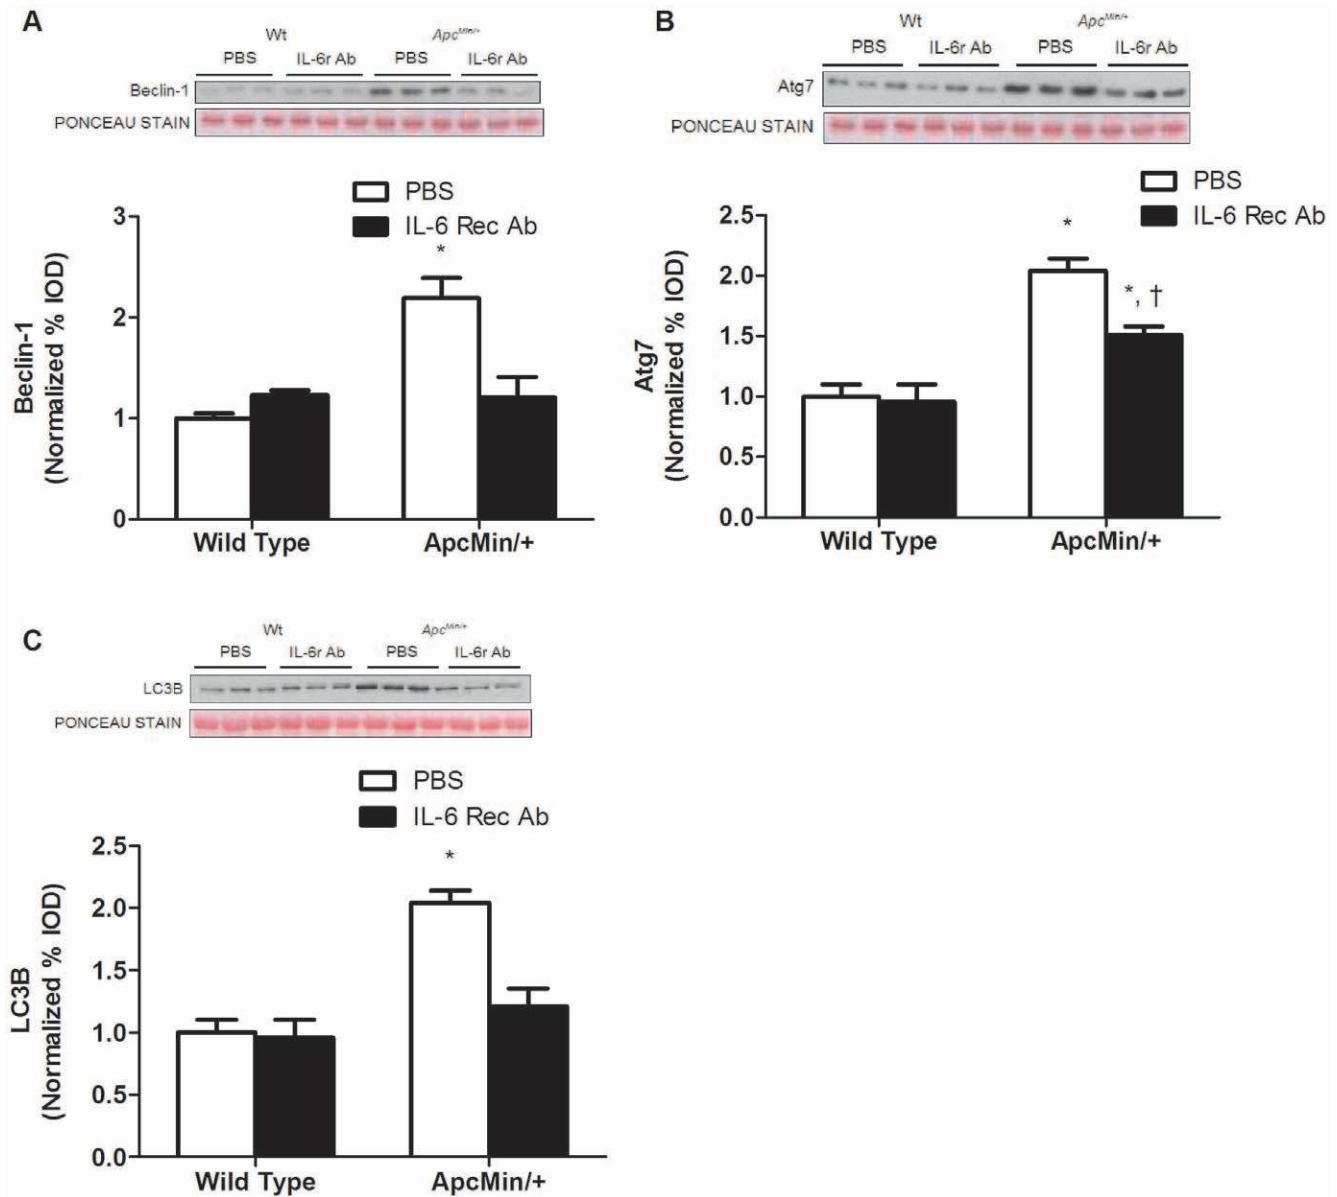 A
Wt ApcMin/+
PBS IL-6r Ab PBS IL-6r Ab
Beclin-1
PONCEAU STAIN
PBS
IL-6 Rec Ab
*
3
2
1
0
Beclin-1
(Normalized % IOD)
Wild Type ApcMin/+
B
Wt ApcMin/+
PBS IL-6r Ab PBS IL-6r Ab
Atg7
PONCEAU STAIN
PBS
IL-6 Rec Ab
*
*, †
2.5
2.0
1.5
1.0
0.5
0.0
Atg7
(Normalized % IOD)
Wild Type ApcMin/+
C
Wt ApcMin/+
PBS IL-6r Ab PBS IL-6r Ab
LC3B
PONCEAU STAIN
PBS
IL-6 Rec Ab
*
2.5
2.0
1.5
1.0
0.5
0.0
LC3B
(Normalized % IOD)
Wild Type ApcMin/+